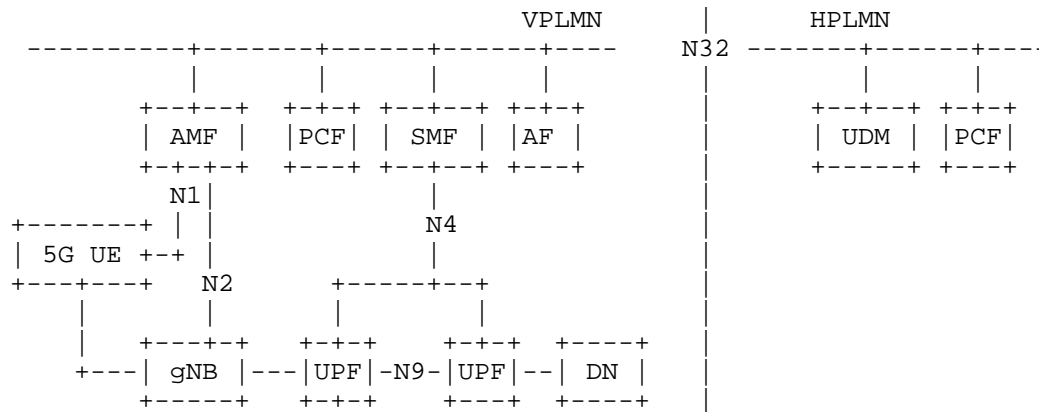 VPLMN HPLMN
N32
AMF PCF SMF AF UDM PCF
N1
N4
5G UE
N2
gNB UPF N9 UPF DN